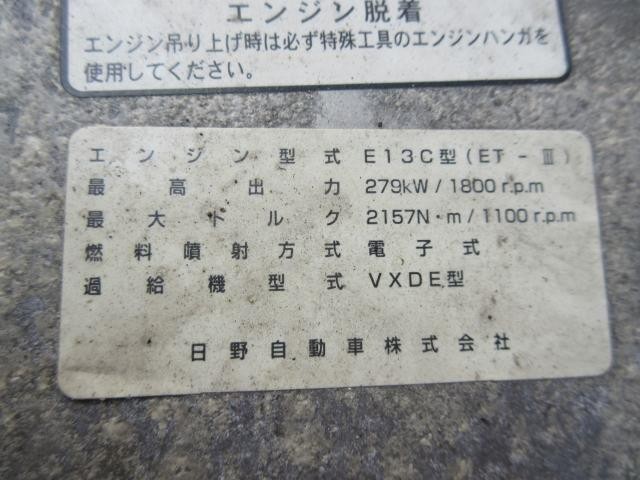 エンジン脱着
エンジン吊り上げ時は必ず特殊工具のエンジンハンガを
使用してください。
エンジン型式 E13C型(ET-Ⅲ)
最高出力 279kW/1800r.p.m
最大トルク 2157N・m/1100r.p.m
燃料噴射方式 電子式
過給機型式 VXDE型
日野自動車株式会社